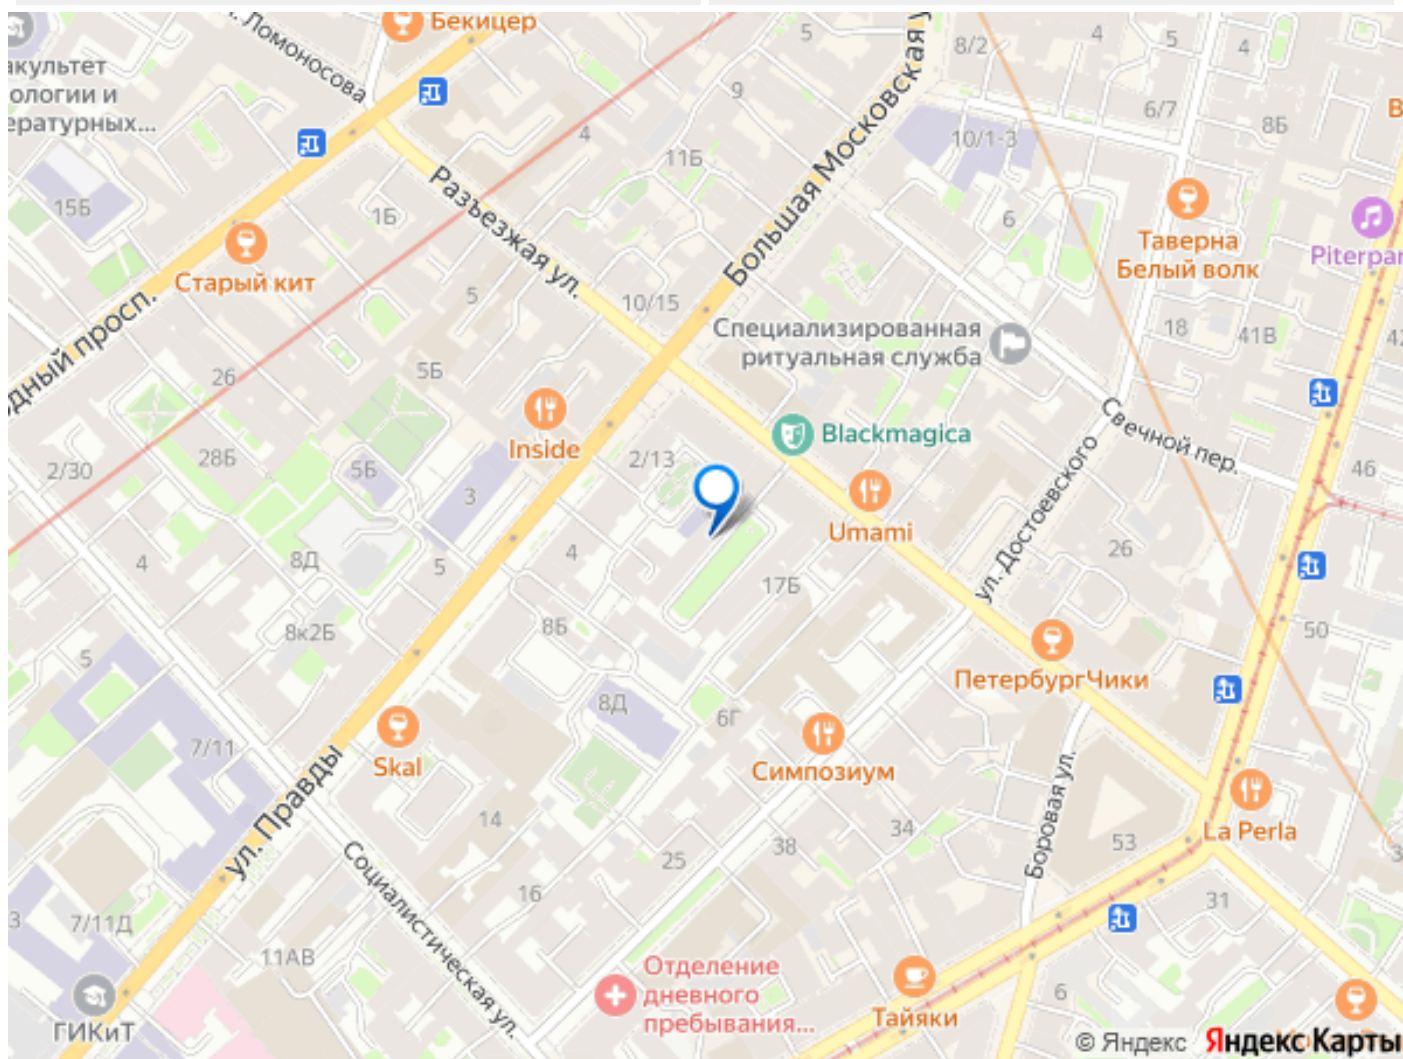 Бекицер
Ломоносова
5
8/2
4
5
4
акультет
ологии и
ературных...
9
6/7
8Б
4
10/1-3
11Б
Большая Московская
15Б
1Б
Разъезжая ул.
6
Таверна
Белый волк
Piterpar
Старый кит
5
10/15
Специализированная
ритуальная служба
18
41В
дный просп.
26
5Б
Inside
Blackmagica
Свечной пер.
2/30
28Б
5Б
3
2/13
46
Umami
ул. Достоевского
4
8Д
5
4
17Б
26
8к2Б
8Б
50
5
ПетербургЧики
8Д
6Г
7/11
Skal
Симпозиум
ул. Правды
Боровая ул.
La Perla
14
34
53
25
38
Социалистическая ул.
16
31
3
7/11Д
11АВ
Отделение
дневного
пребывания...
6
Тайяки
ГИКиТ
© Яндекс Яндекс Карты